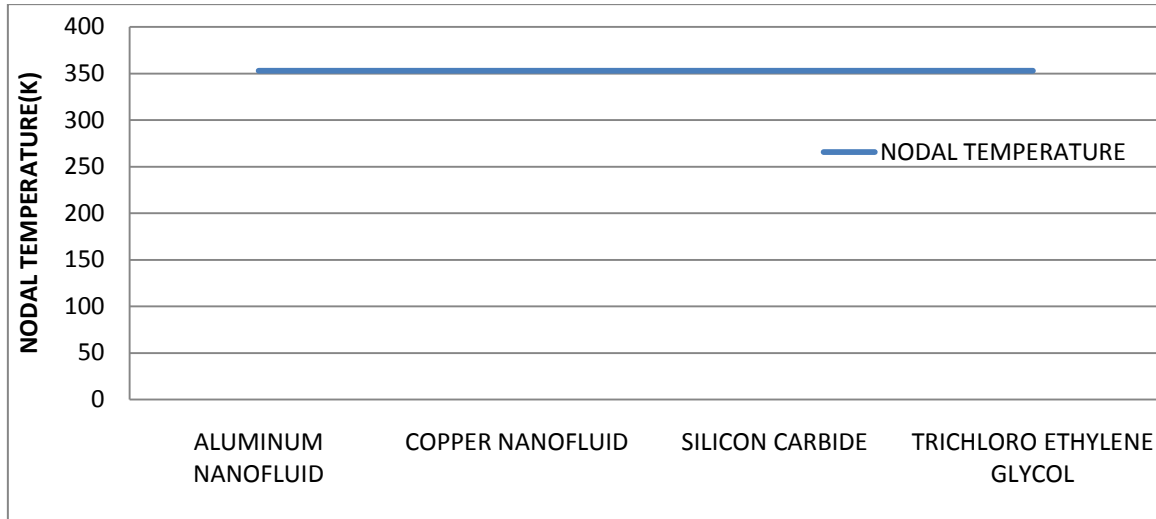 NODAL TEMPERATURE(K)
400
350
300
250
200
150
100
50
0
NODAL TEMPERATURE
ALUMINUM
NANOFLUID
COPPER NANOFLUID
SILICON CARBIDE
TRICHLORO ETHYLENE
GLYCOL